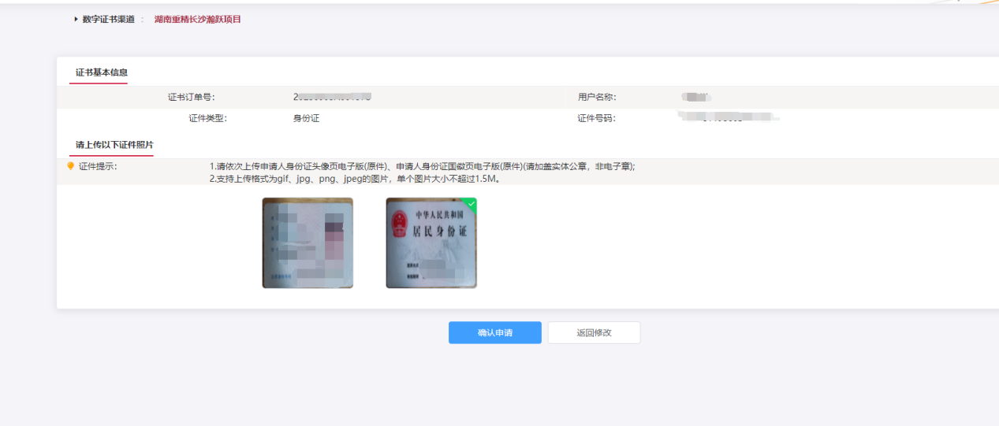 数字证书渠道 : 湖南重精长沙瀚跃项目
证书基本信息
证书订单号: 用户名称:
证件类型: 身份证 证件号码:
请上传以下证件照片
证件提示: 1.请依次上传申请人身份证头像页电子版(原件)、申请人身份证国徽页电子版(原件)(请加盖实体公章，非电子章);
2.支持上传格式为gif、jpg、png、jpeg的图片，单个图片大小不超过1.5M。
中华人民共和国
居民身份证
确认申请 返回修改